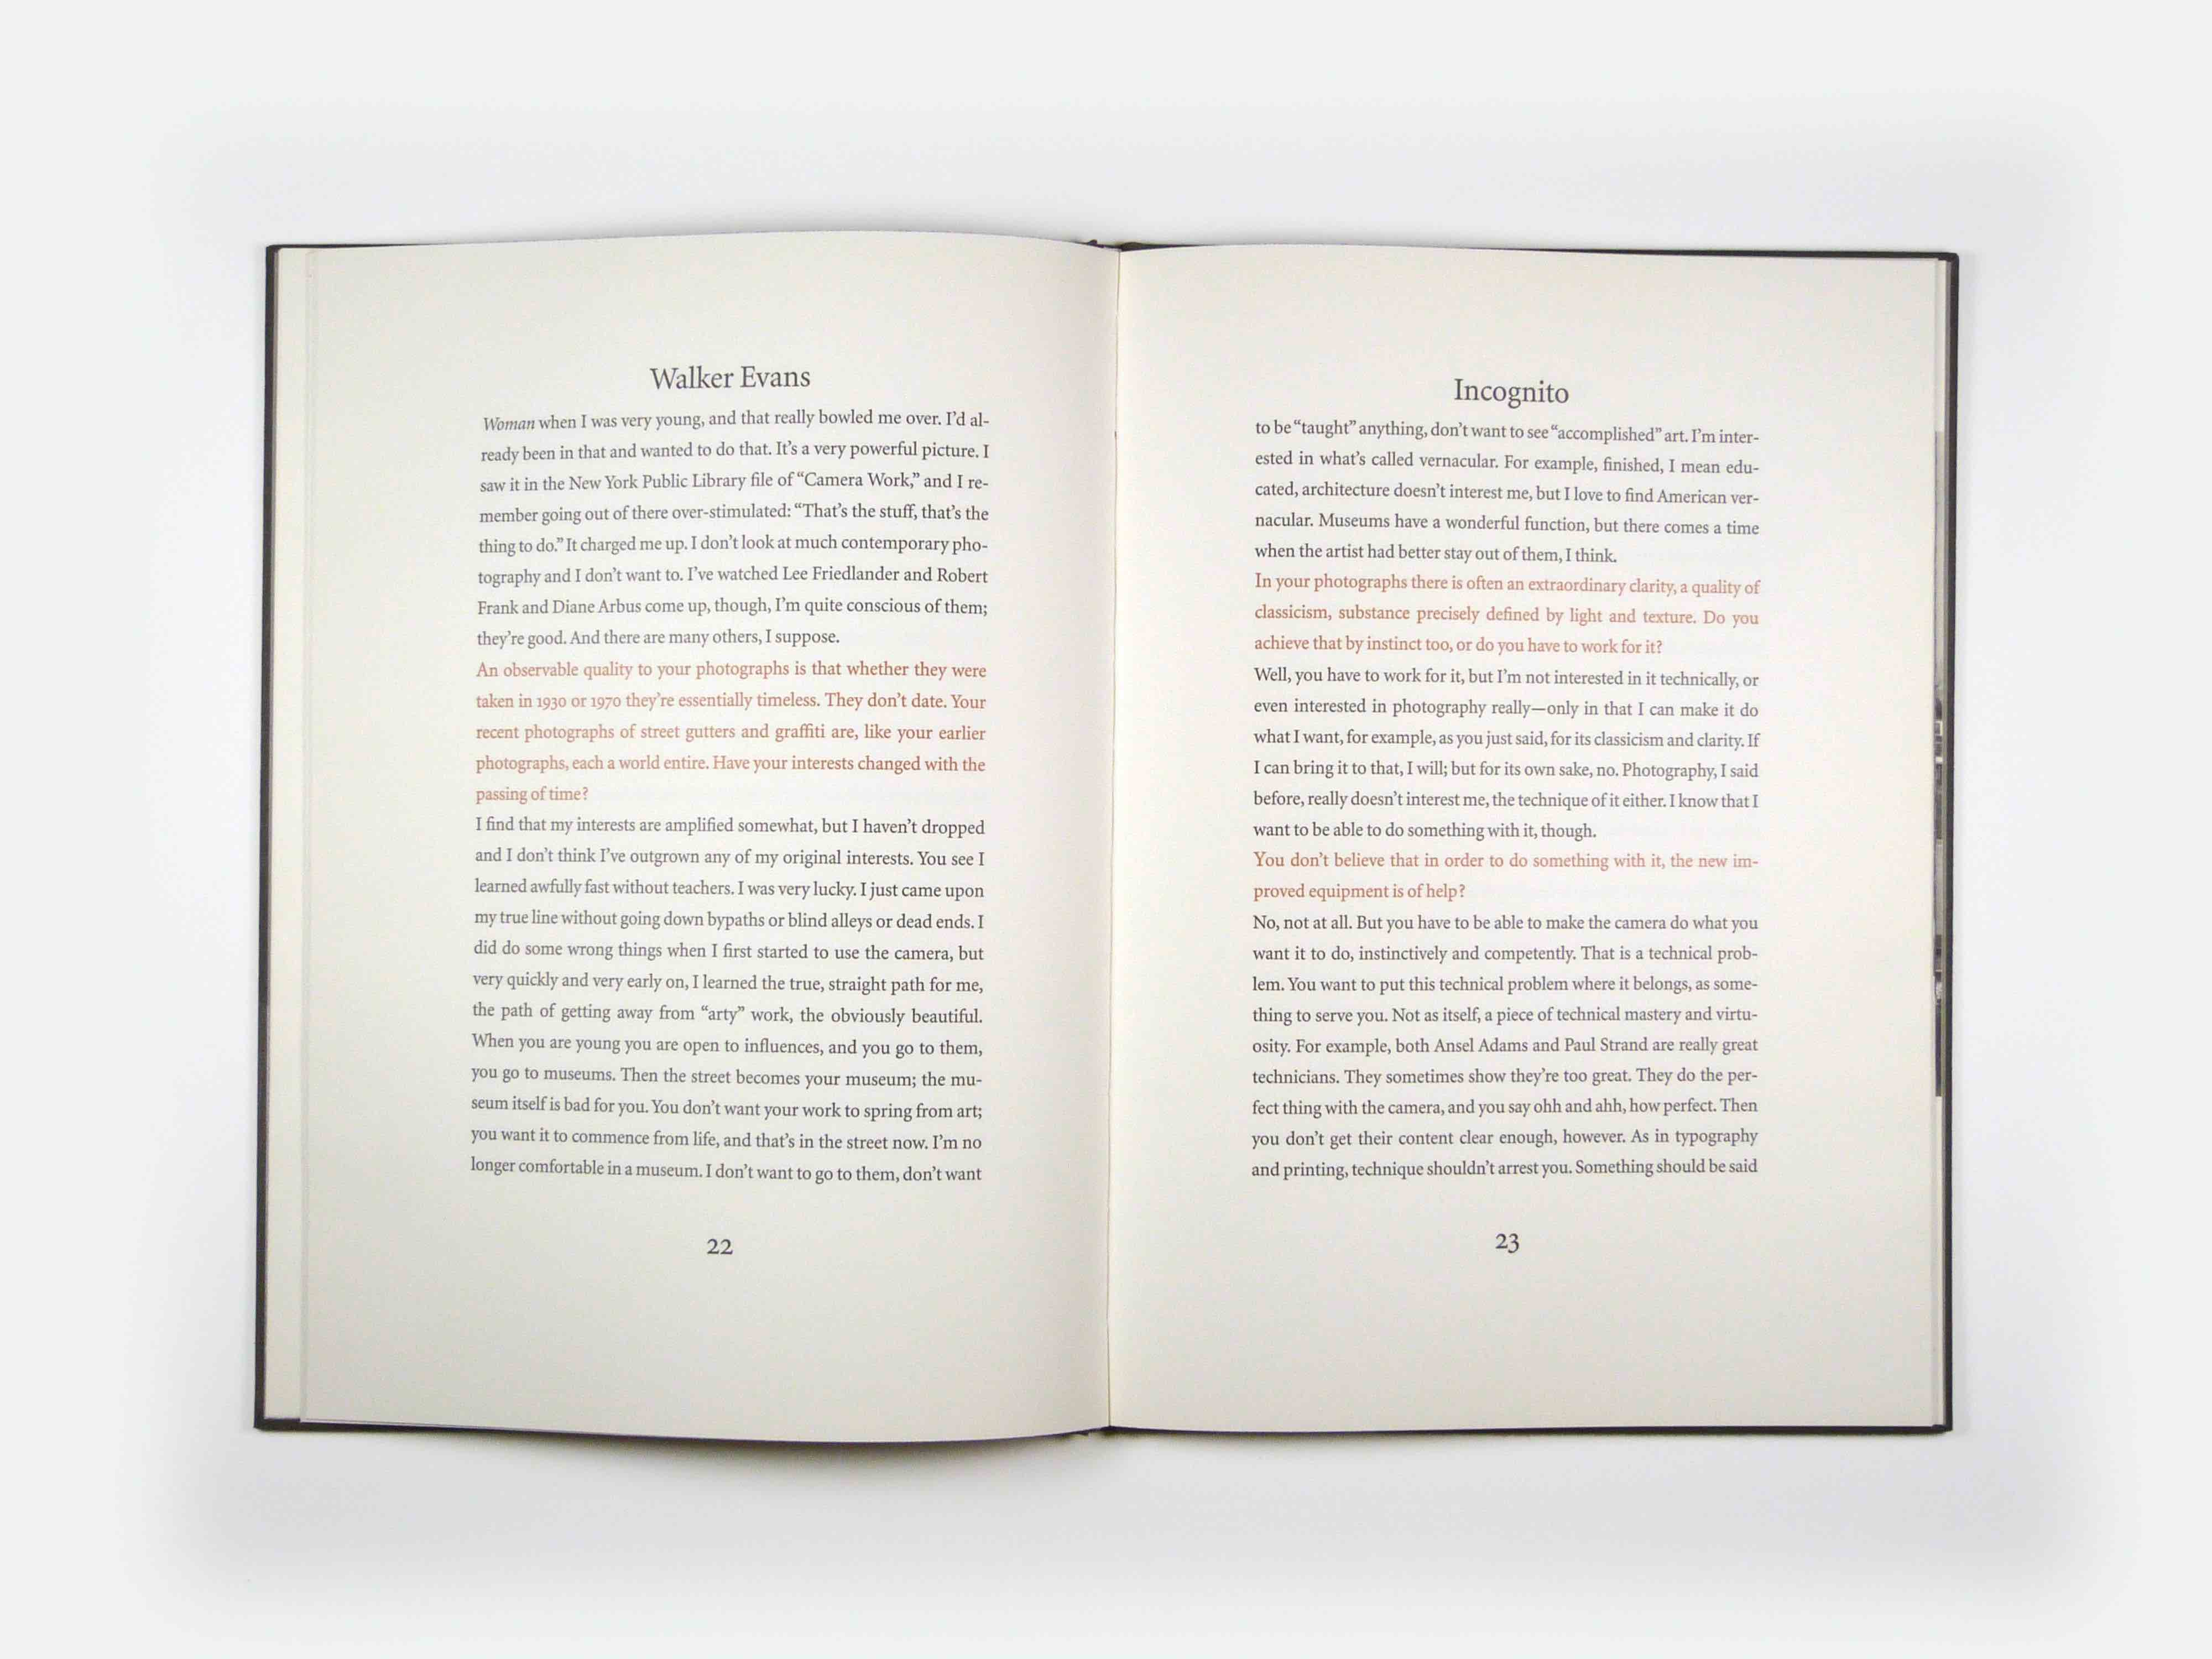 Walker Evans
Woman when I was very young, and that really bowled me over. I’d al-
ready been in that and wanted to do that. It’s a very powerful picture. I
saw it in the New York Public Library file of “Camera Work,” and I re-
member going out of there over-stimulated: “That’s the stuff, that’s the
thing to do.” It charged me up. I don’t look at much contemporary pho-
tography and I don’t want to. I’ve watched Lee Friedlander and Robert
Frank and Diane Arbus come up, though, I’m quite conscious of them;
they’re good. And there are many others, I suppose.
An observable quality to your photographs is that whether they were
taken in 1930 or 1970 they’re essentially timeless. They don’t date. Your
recent photographs of street gutters and graffiti are, like your earlier
photographs, each a world entire. Have your interests changed with the
passing of time?
I find that my interests are amplified somewhat, but I haven’t dropped
and I don’t think I’ve outgrown any of my original interests. You see I
learned awfully fast without teachers. I was very lucky. I just came upon
my true line without going down bypaths or blind alleys or dead ends. I
did do some wrong things when I first started to use the camera, but
very quickly and very early on, I learned the true, straight path for me,
the path of getting away from “arty” work, the obviously beautiful.
When you are young you are open to influences, and you go to them,
you go to museums. Then the street becomes your museum; the mu-
seum itself is bad for you. You don’t want your work to spring from art;
you want it to commence from life, and that’s in the street now. I’m no
longer comfortable in a museum. I don’t want to go to them, don’t want
22
Incognito
to be “taught” anything, don’t want to see “accomplished” art. I’m inter-
ested in what’s called vernacular. For example, finished, I mean edu-
cated, architecture doesn’t interest me, but I love to find American ver-
nacular. Museums have a wonderful function, but there comes a time
when the artist had better stay out of them, I think.
In your photographs there is often an extraordinary clarity, a quality of
classicism, substance precisely defined by light and texture. Do you
achieve that by instinct too, or do you have to work for it?
Well, you have to work for it, but I’m not interested in it technically, or
even interested in photography really—only in that I can make it do
what I want, for example, as you just said, for its classicism and clarity. If
I can bring it to that, I will; but for its own sake, no. Photography, I said
before, really doesn’t interest me, the technique of it either. I know that I
want to be able to do something with it, though.
You don’t believe that in order to do something with it, the new im-
proved equipment is of help?
No, not at all. But you have to be able to make the camera do what you
want it to do, instinctively and competently. That is a technical prob-
lem. You want to put this technical problem where it belongs, as some-
thing to serve you. Not as itself, a piece of technical mastery and virtu-
osity. For example, both Ansel Adams and Paul Strand are really great
technicians. They sometimes show they’re too great. They do the per-
fect thing with the camera, and you say ohh and ahh, how perfect. Then
you don’t get their content clear enough, however. As in typography
and printing, technique shouldn’t arrest you. Something should be said
23